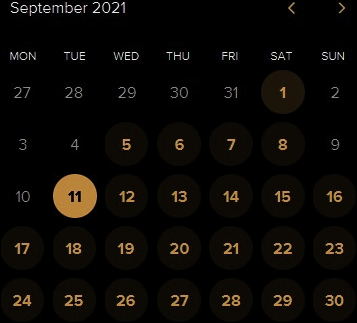 September 2021
MON TUE WED THU FRI SAT SUN
27 28 29 30 31 1 2
3 4 5 6 7 8 9
10 11 12 13 14 15 16
17 18 19 20 21 22 23
24 25 26 27 28 29 30